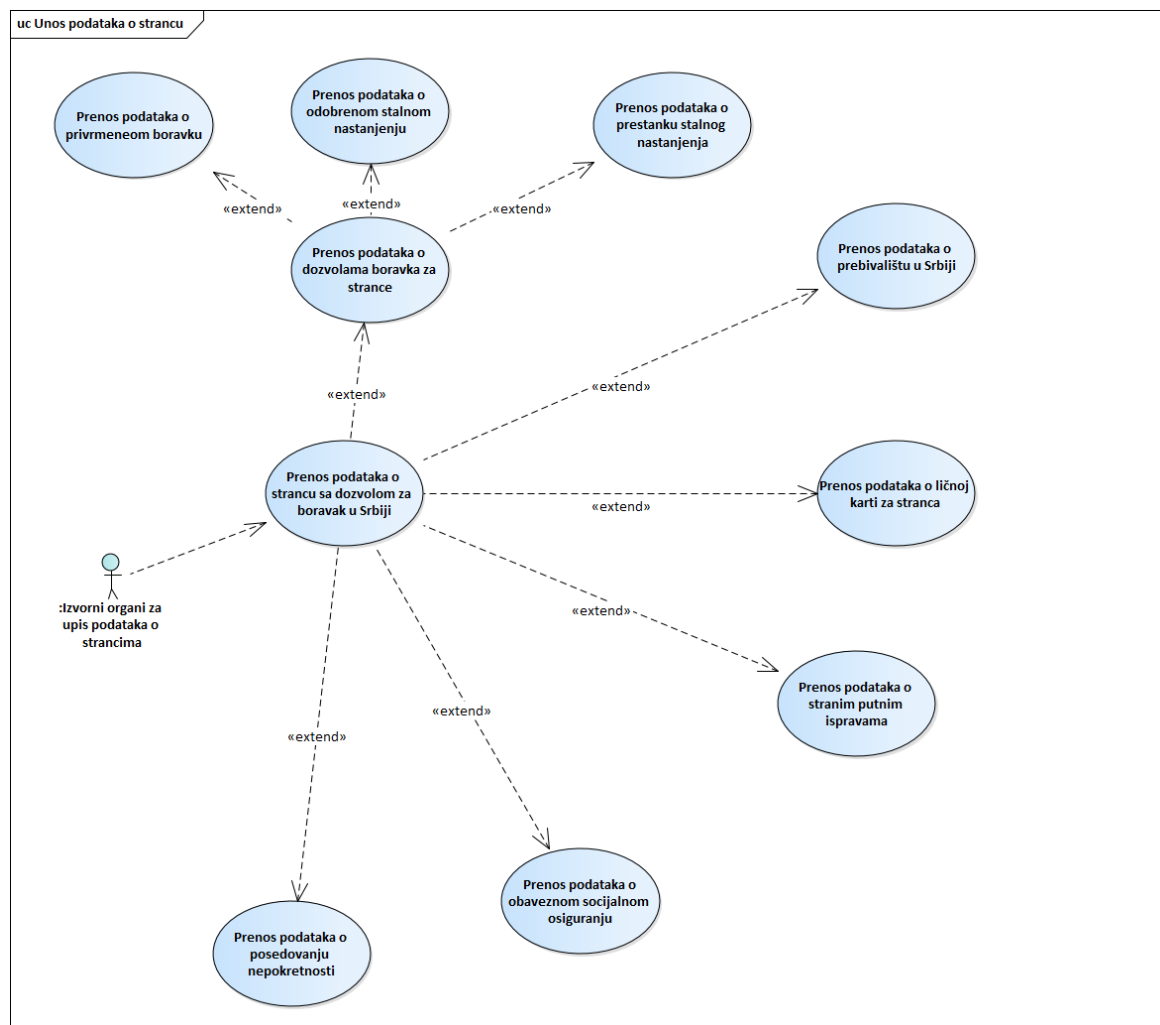 uc Unos podataka o strancu
Prenos podataka o
privrmeneom boravku
Prenos podataka o
odobrenom stalnom
nastanjenju
Prenos podataka o
prestanku stalnog
nastanjenja
«extend»
«extend»
«extend»
Prenos podataka o
dozvolama boravka za
strance
Prenos podataka o
prebivalištu u Srbiji
«extend»
«extend»
Prenos podataka o
strancu sa dozvolom za
boravak u Srbiji
Prenos podataka o ličnoj
karti za stranca
«extend»
:Izvorni organi za
upis podataka o
strancima
«extend»
Prenos podataka o
stranim putnim
ispravama
«extend»
«extend»
Prenos podataka o
obaveznom socijalnom
osiguranju
Prenos podataka o
posedovanju
nepokretnosti